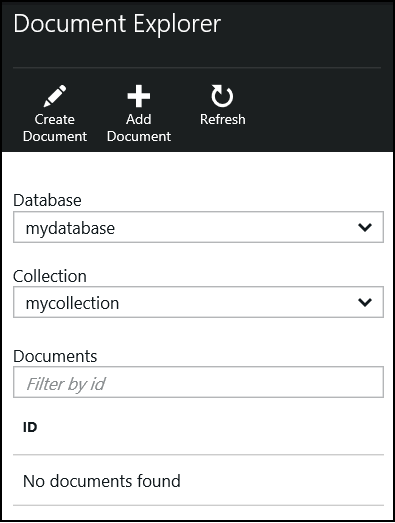 Document Explorer
Create Add Refresh
Document Document
Database
mydatabase
Collection
mycollection
Documents
Filter by id
ID
No documents found